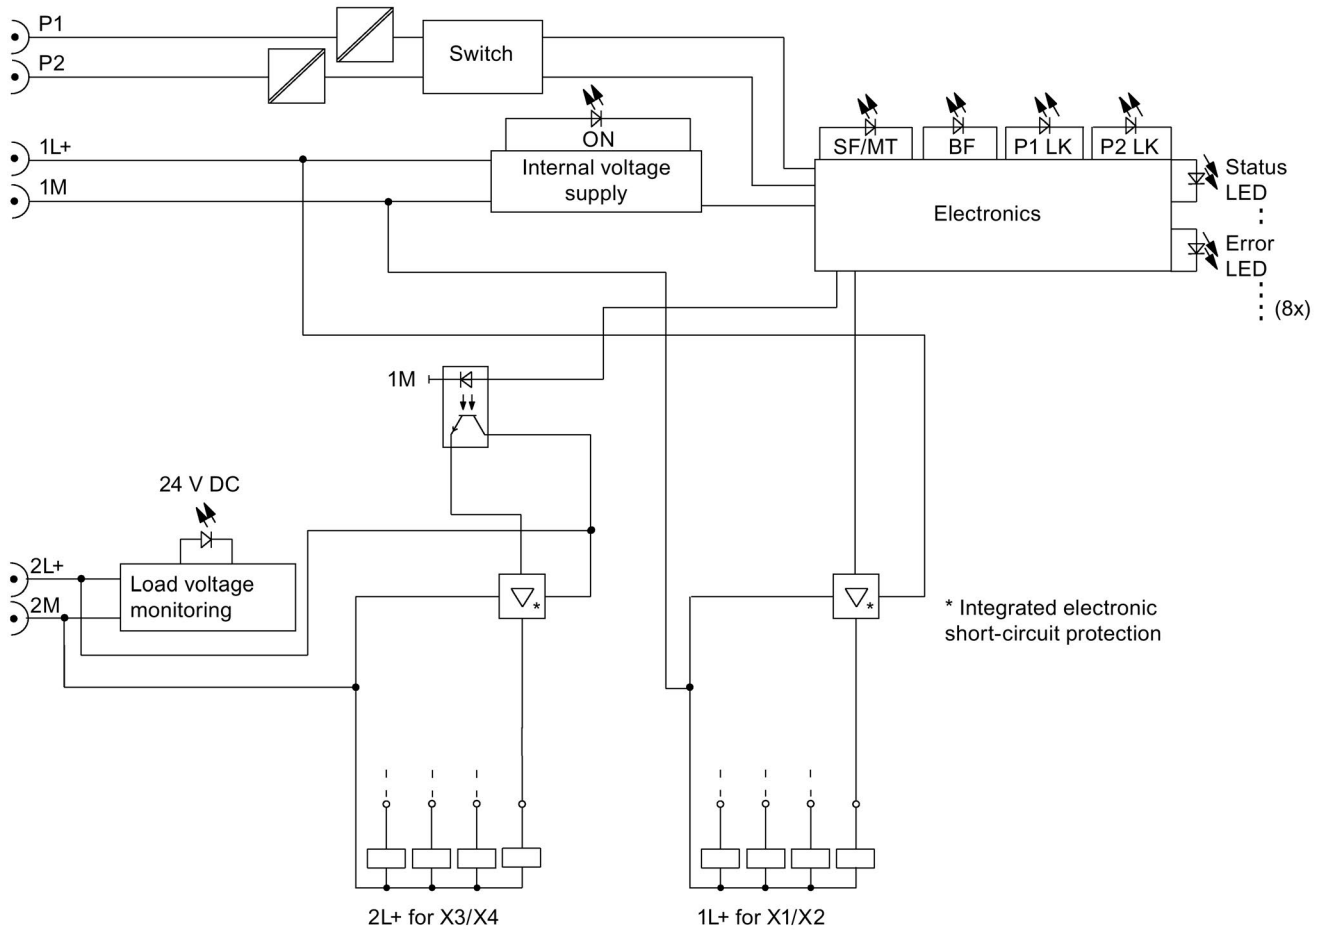 P1
P2
Switch
ON
Internal voltage
supply
1L+
1M
SF/MT
BF
P1 LK
P2 LK
Electronics
Status
LED
Error
LED
(8x)
1M
24 V DC
2L+
2M
Load voltage
monitoring
*
*
* Integrated electronic
short-circuit protection
2L+ for X3/X4
1L+ for X1/X2